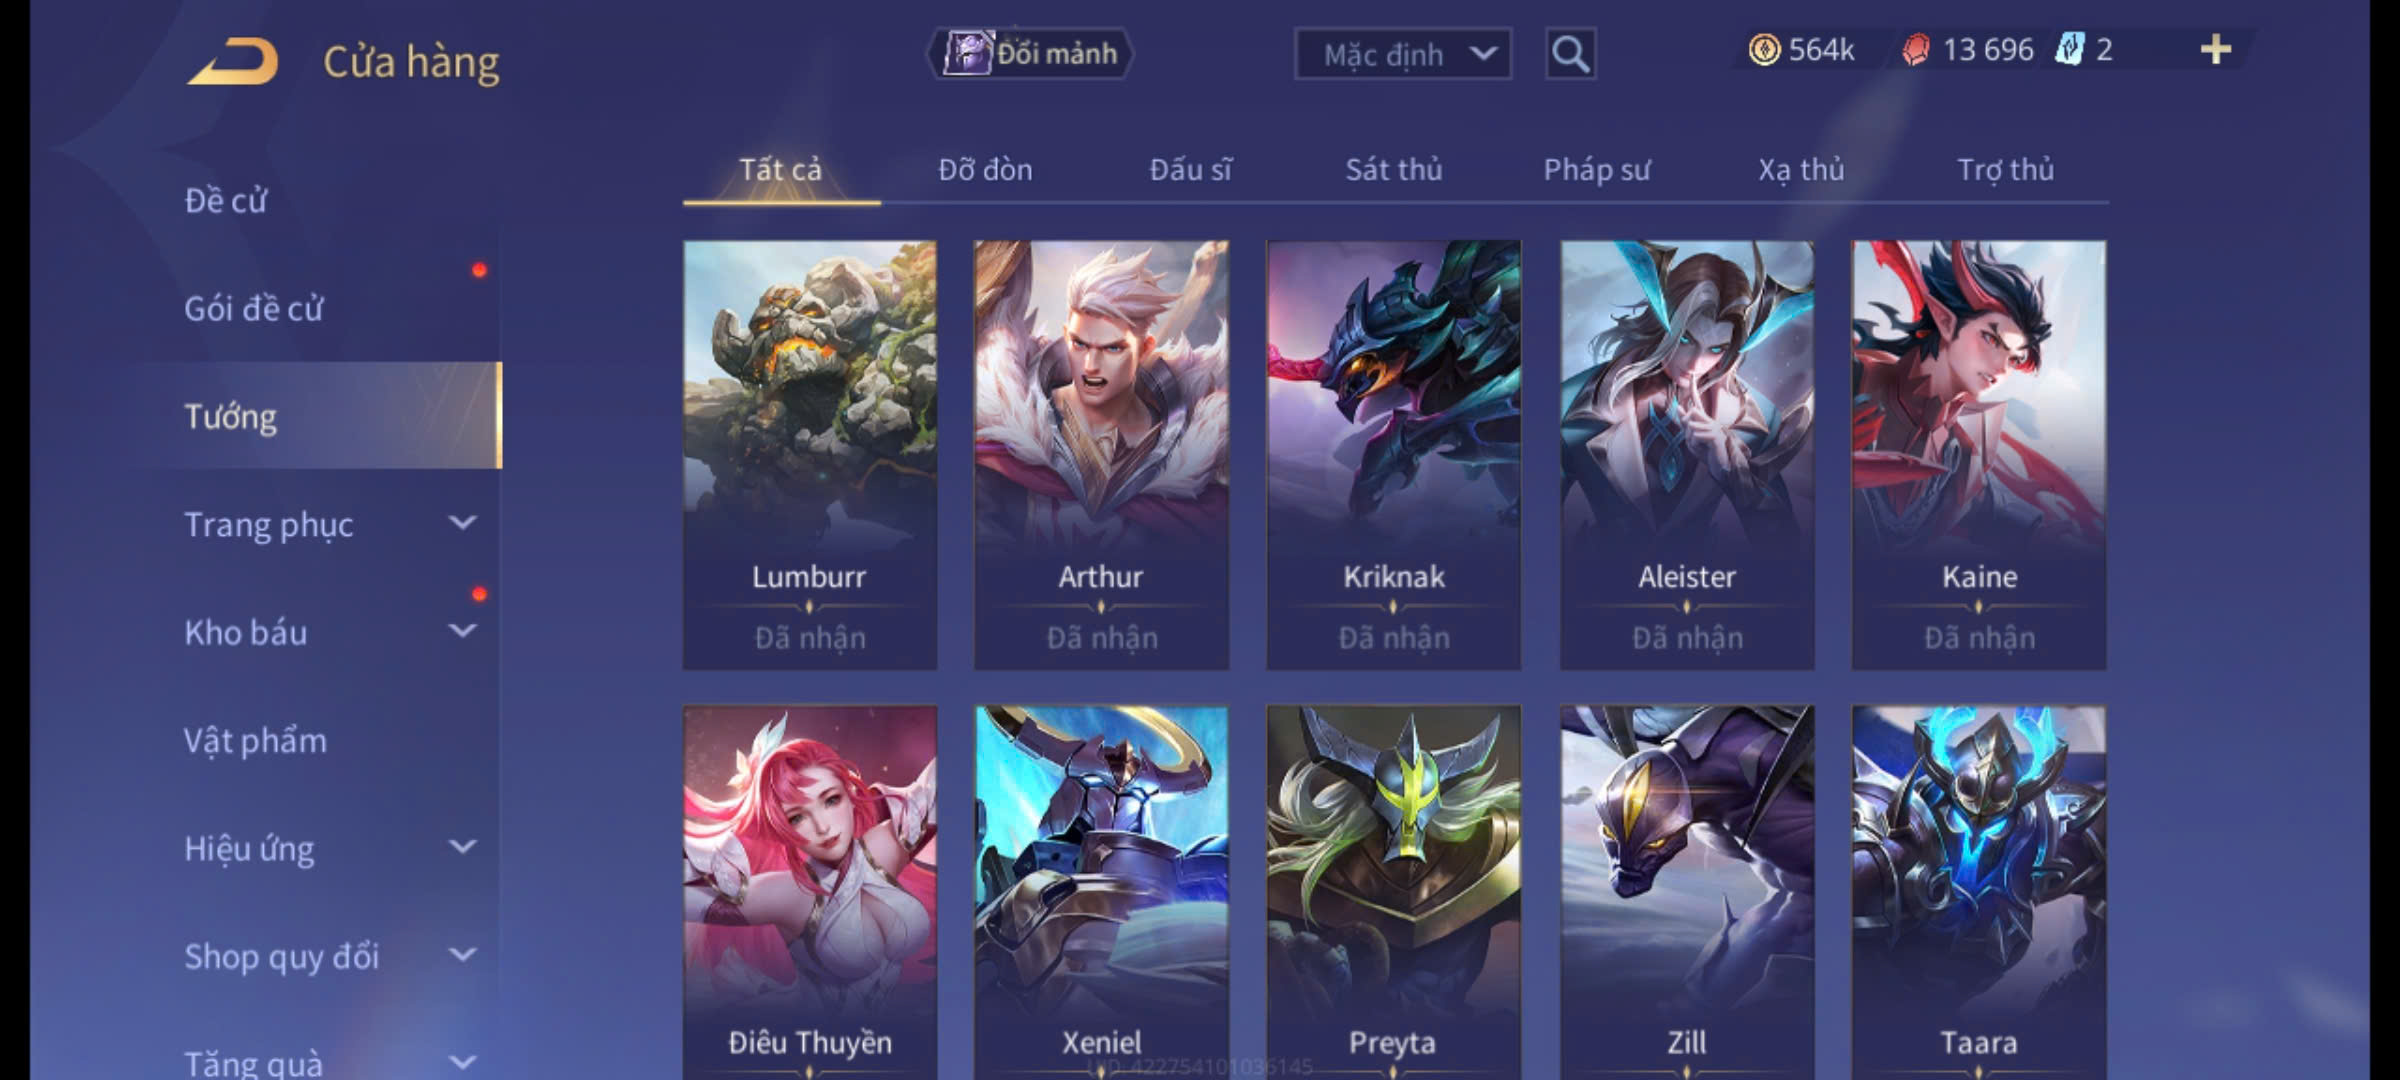 Cửa hàng
Đổi mảnh
Mặc định
564k
13 696
2
Đề cử
Gói đề cử
Tướng
Trang phục
Kho báu
Vật phẩm
Hiệu ứng
Shop quy đổi
Tặng quà
Tất cả
Đỡ đòn
Đấu sĩ
Sát thủ
Pháp sư
Xạ thủ
Trợ thủ
Lumburr
Đã nhận
Arthur
Đã nhận
Kriknak
Đã nhận
Aleister
Đã nhận
Kaine
Đã nhận
Điêu Thuyền
Xeniel
Preyta
Zill
Taara
UID: 422754101036145